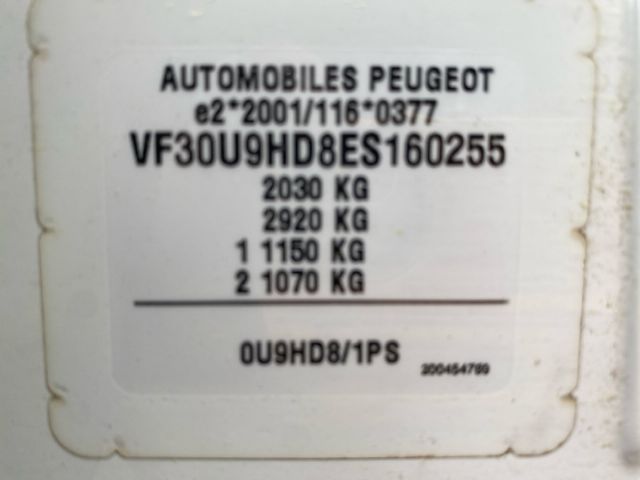 AUTOMOBILES PEUGEOT
e2*2001/116*0377
VF30U9HD8ES160255
2030 KG
2920 KG
1 1150 KG
2 1070 KG
0U9HD8/1PS
200454769